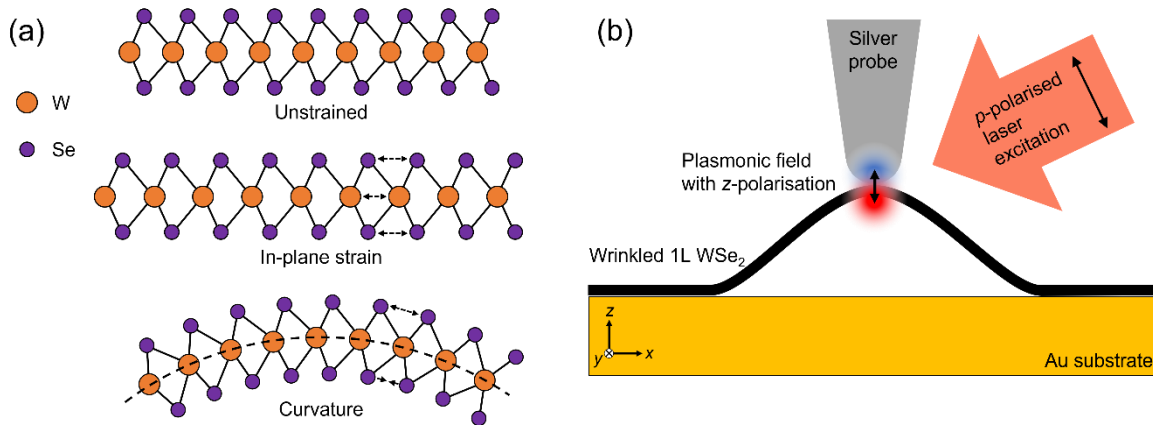 (a)
W
Se
Unstrained
In-plane strain
Curvature
(b)
Silver
probe
p-polarised
laser
excitation
Plasmonic field
with z-polarisation
Wrinkled 1L WSe₂
z
y
x
Au substrate